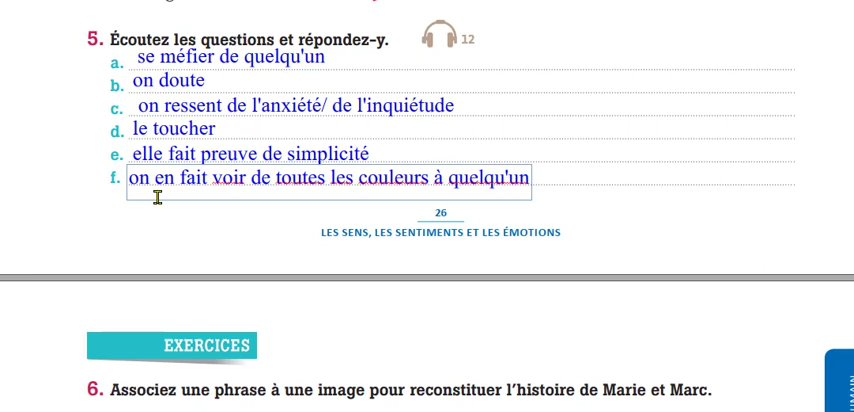 5. Écoutez les questions et répondez-y. 12
a. se méfier de quelqu'un
b. on doute
c. on ressent de l'anxiété/ de l'inquiétude
d. le toucher
e. elle fait preuve de simplicité
f. on en fait voir de toutes les couleurs à quelqu'un
26
LES SENS, LES SENTIMENTS ET LES ÉMOTIONS
EXERCICES
6. Associez une phrase à une image pour reconstituer l'histoire de Marie et Marc.